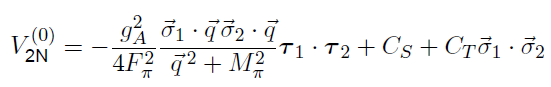 $V_{\text{2N}}^{(0)} = -\frac{g_A^2}{4F_\pi^2} \frac{\vec{\sigma}_1 \cdot \vec{q}\, \vec{\sigma}_2 \cdot \vec{q}}{\vec{q}^{\,2} + M_\pi^2} \boldsymbol{\tau}_1 \cdot \boldsymbol{\tau}_2 + C_S + C_T \vec{\sigma}_1 \cdot \vec{\sigma}_2$